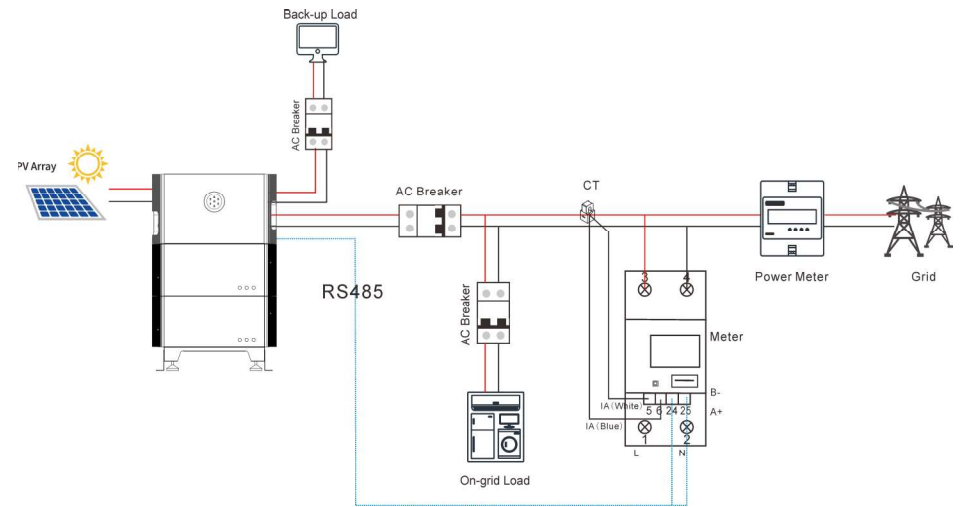 Back-up Load
AC Breaker
PV Array
AC Breaker
CT
RS485
AC Breaker
Power Meter
Grid
3 4
Meter
B-
IA(White) 5 6 24 25 A+
IA(Blue)
1 2
L N
On-grid Load